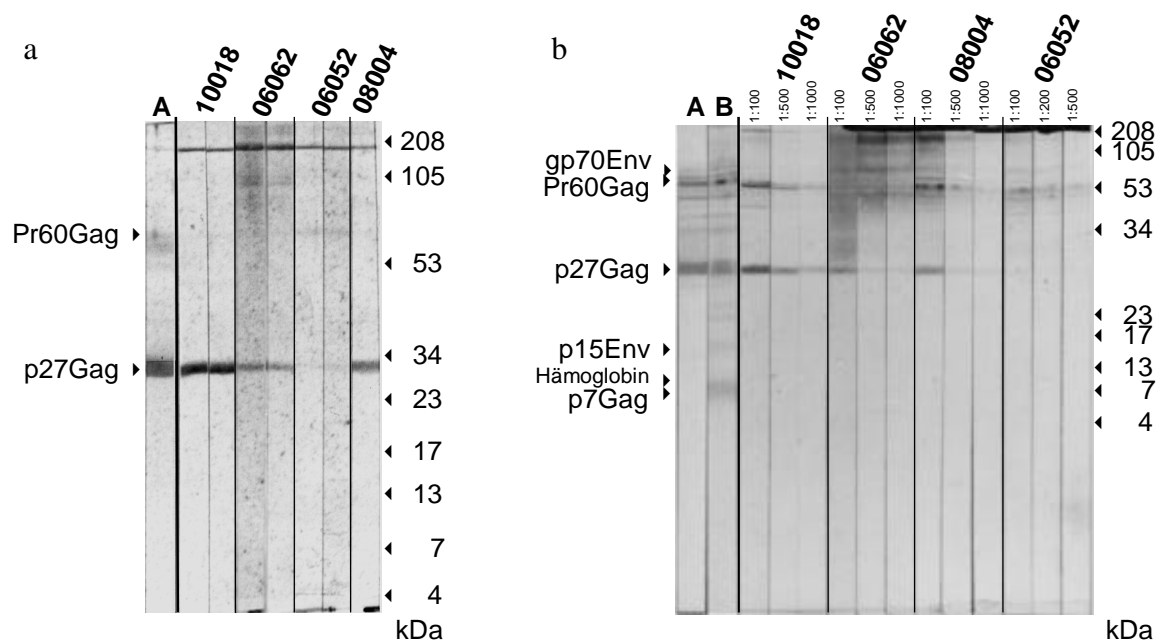 a
A 10018 06062 06052 08004
Pr60Gag
p27Gag
208
105
53
34
23
17
13
7
4
kDa
b
10018 06062 08004 06052
A B 1:100 1:500 1:1000 1:100 1:500 1:1000 1:100 1:500 1:1000 1:100 1:200 1:500
gp70Env
Pr60Gag
p27Gag
p15Env
Hämoglobin
p7Gag
208
105
53
34
23
17
13
7
4
kDa